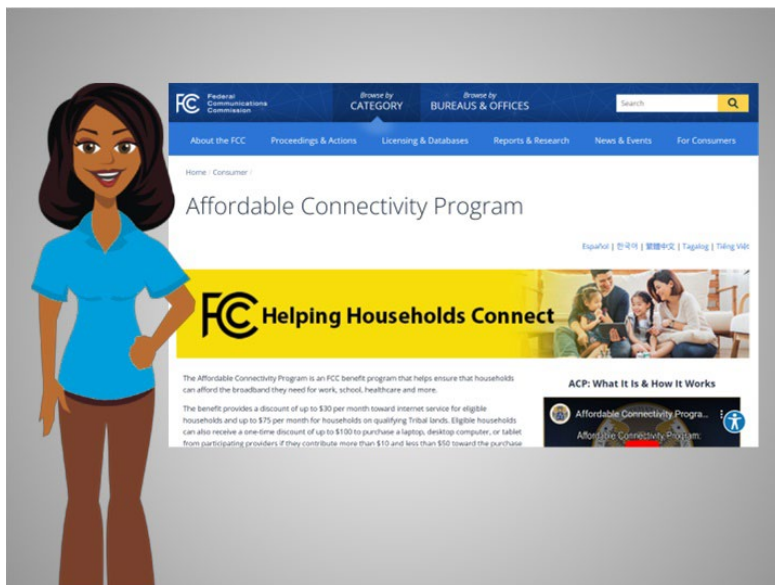 FCC Federal
Communications
Commission
Browse by
CATEGORY
Browse by
BUREAUS & OFFICES
Search
About the FCC Proceedings & Actions Licensing & Databases Reports & Research News & Events For Consumers
Home / Consumer /
Affordable Connectivity Program
Español | 한국어 | 繁體中文 | Tagalog | Tiếng Việt
FCC Helping Households Connect
The Affordable Connectivity Program is an FCC benefit program that helps ensure that households
can afford the broadband they need for work, school, healthcare and more.
The benefit provides a discount of up to $30 per month toward internet service for eligible
households and up to $75 per month for households on qualifying Tribal lands. Eligible households
can also receive a one-time discount of up to $100 to purchase a laptop, desktop computer, or tablet
from participating providers if they contribute more than $10 and less than $50 toward the purchase
ACP: What It Is & How It Works
Affordable Connectivity Progra...
Affordable Connectivity Program: